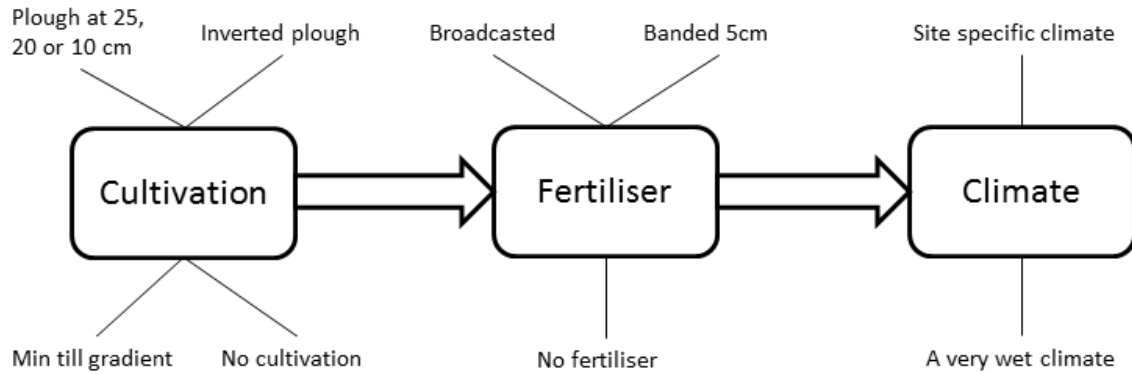 Plough at 25,
20 or 10 cm
Inverted plough
Broadcasted
Banded 5cm
Site specific climate
Cultivation
Fertiliser
Climate
Min till gradient
No cultivation
No fertiliser
A very wet climate